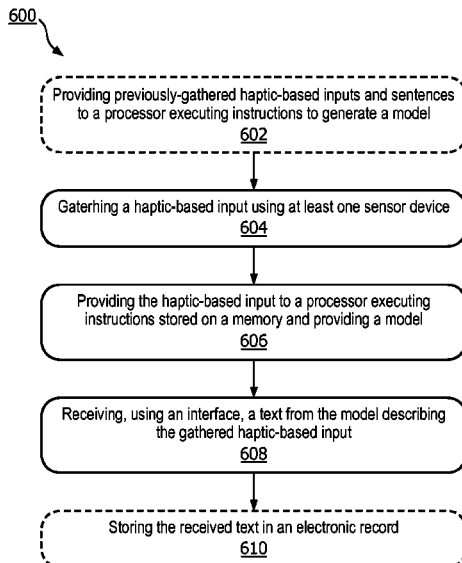 600
Providing previously-gathered haptic-based inputs and sentences
to a processor executing instructions to generate a model
602
Gaterhing a haptic-based input using at least one sensor device
604
Providing the haptic-based input to a processor executing
instructions stored on a memory and providing a model
606
Receiving, using an interface, a text from the model describing
the gathered haptic-based input
608
Storing the received text in an electronic record
610